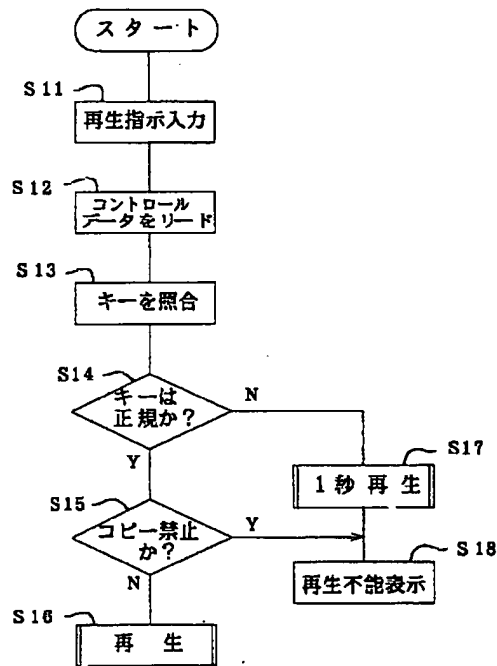 スタート
S11
再生指示入力
S12
コントロール
データをリード
S13
キーを照合
S14
キーは
正規か?
N
Y
S17
1秒再生
S15
コピー禁止
か?
Y
N
S18
再生不能表示
S16
再生